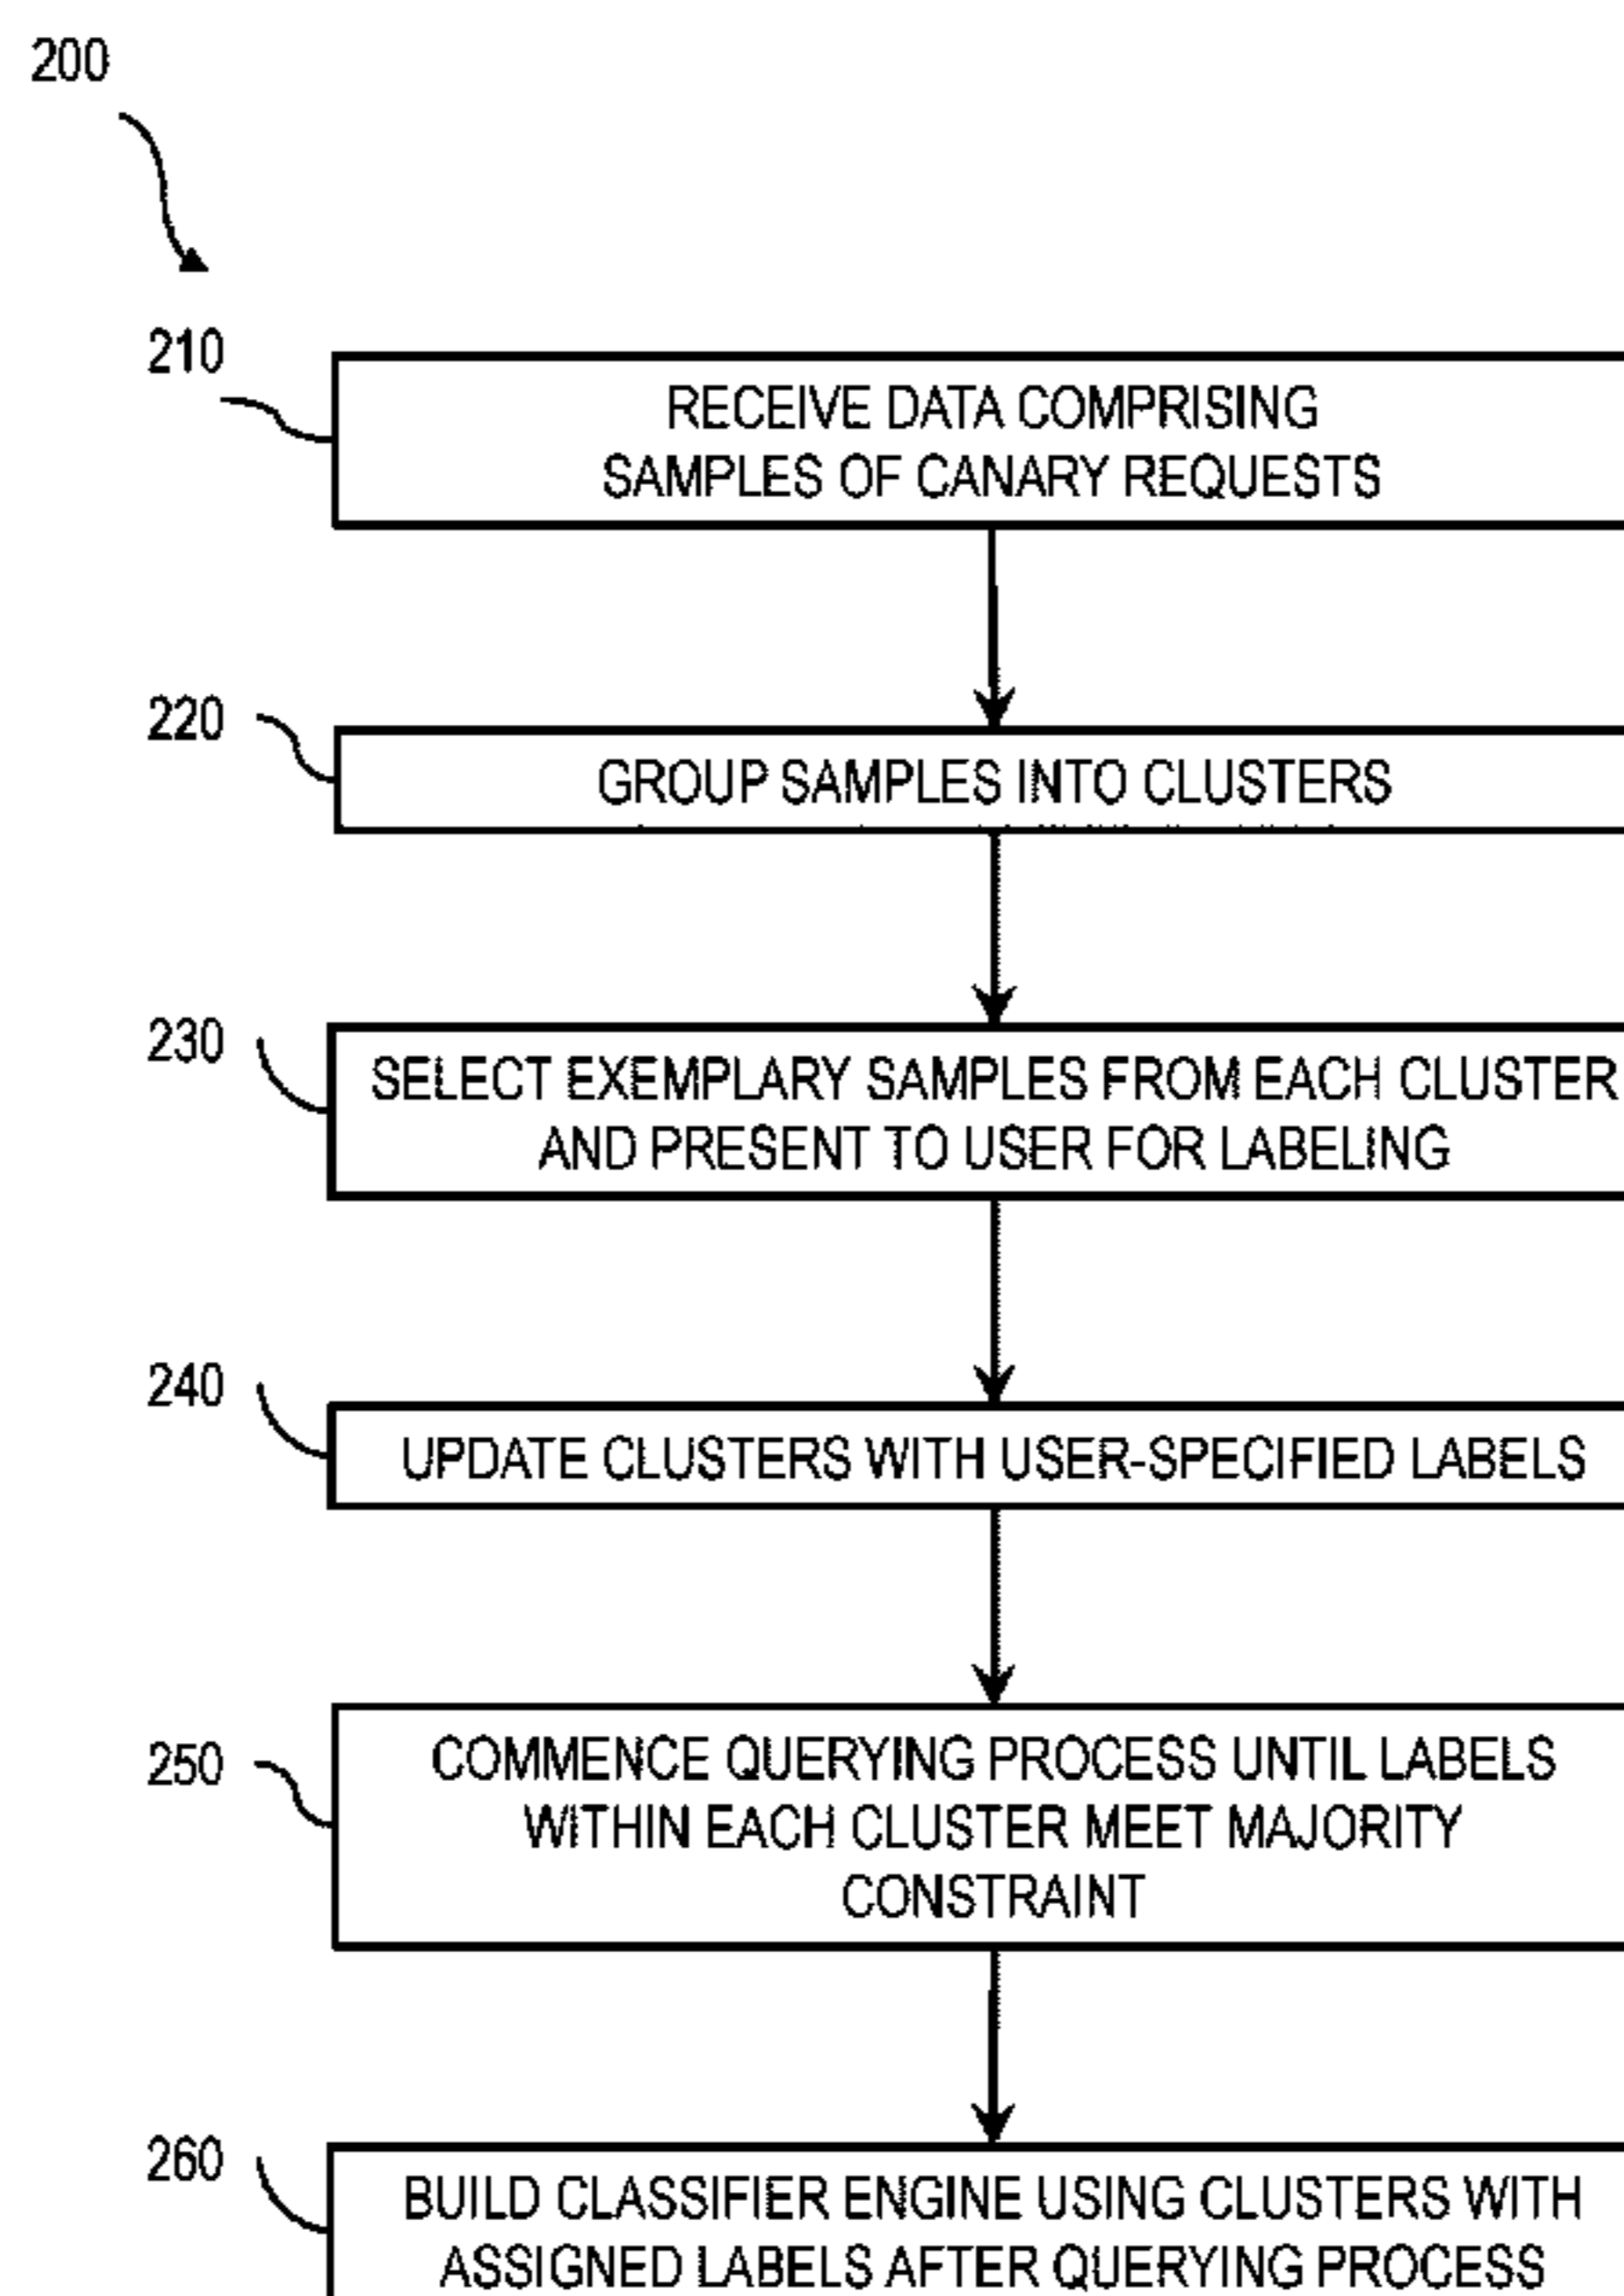 200
210
RECEIVE DATA COMPRISING
SAMPLES OF CANARY REQUESTS
220
GROUP SAMPLES INTO CLUSTERS
230
SELECT EXEMPLARY SAMPLES FROM EACH CLUSTER
AND PRESENT TO USER FOR LABELING
240
UPDATE CLUSTERS WITH USER-SPECIFIED LABELS
250
COMMENCE QUERYING PROCESS UNTIL LABELS
WITHIN EACH CLUSTER MEET MAJORITY
CONSTRAINT
260
BUILD CLASSIFIER ENGINE USING CLUSTERS WITH
ASSIGNED LABELS AFTER QUERYING PROCESS